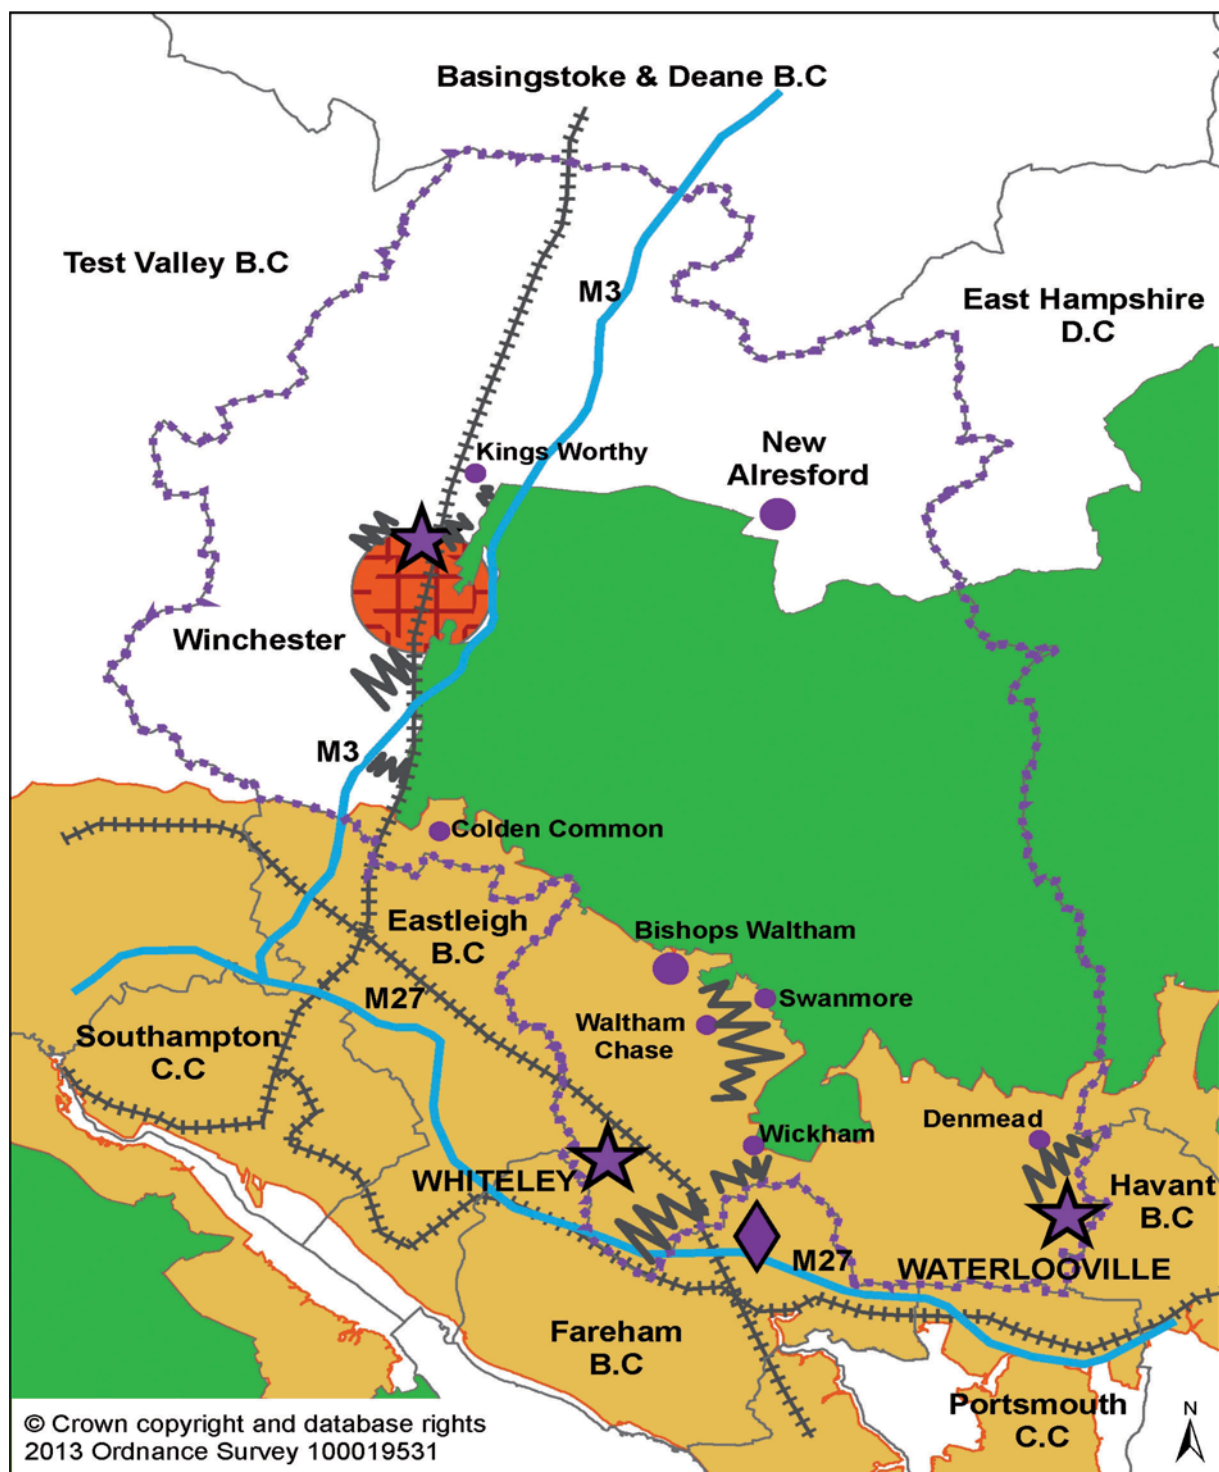 Basingstoke & Deane B.C
Test Valley B.C
M3
East Hampshire
D.C
Kings Worthy
New
Alresford
Winchester
M3
Colden Common
Eastleigh
B.C
Bishops Waltham
M27
Swanmore
Southampton
C.C
Waltham
Chase
Denmead
Wickham
WHITELEY
Havant
B.C
M27
WATERLOOVILLE
Fareham
B.C
Portsmouth
C.C
N
© Crown copyright and database rights
2013 Ordnance Survey 100019531